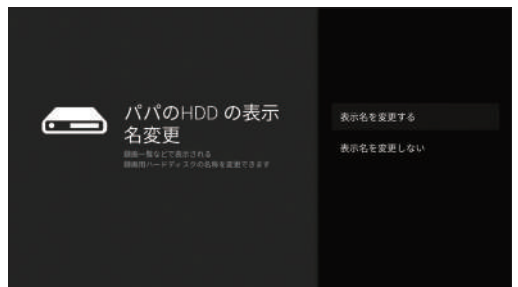 パパのHDD の表示
名変更
録画一覧などで表示される
録画用ハードディスクの名称を変更できます
表示名を変更する
表示名を変更しない